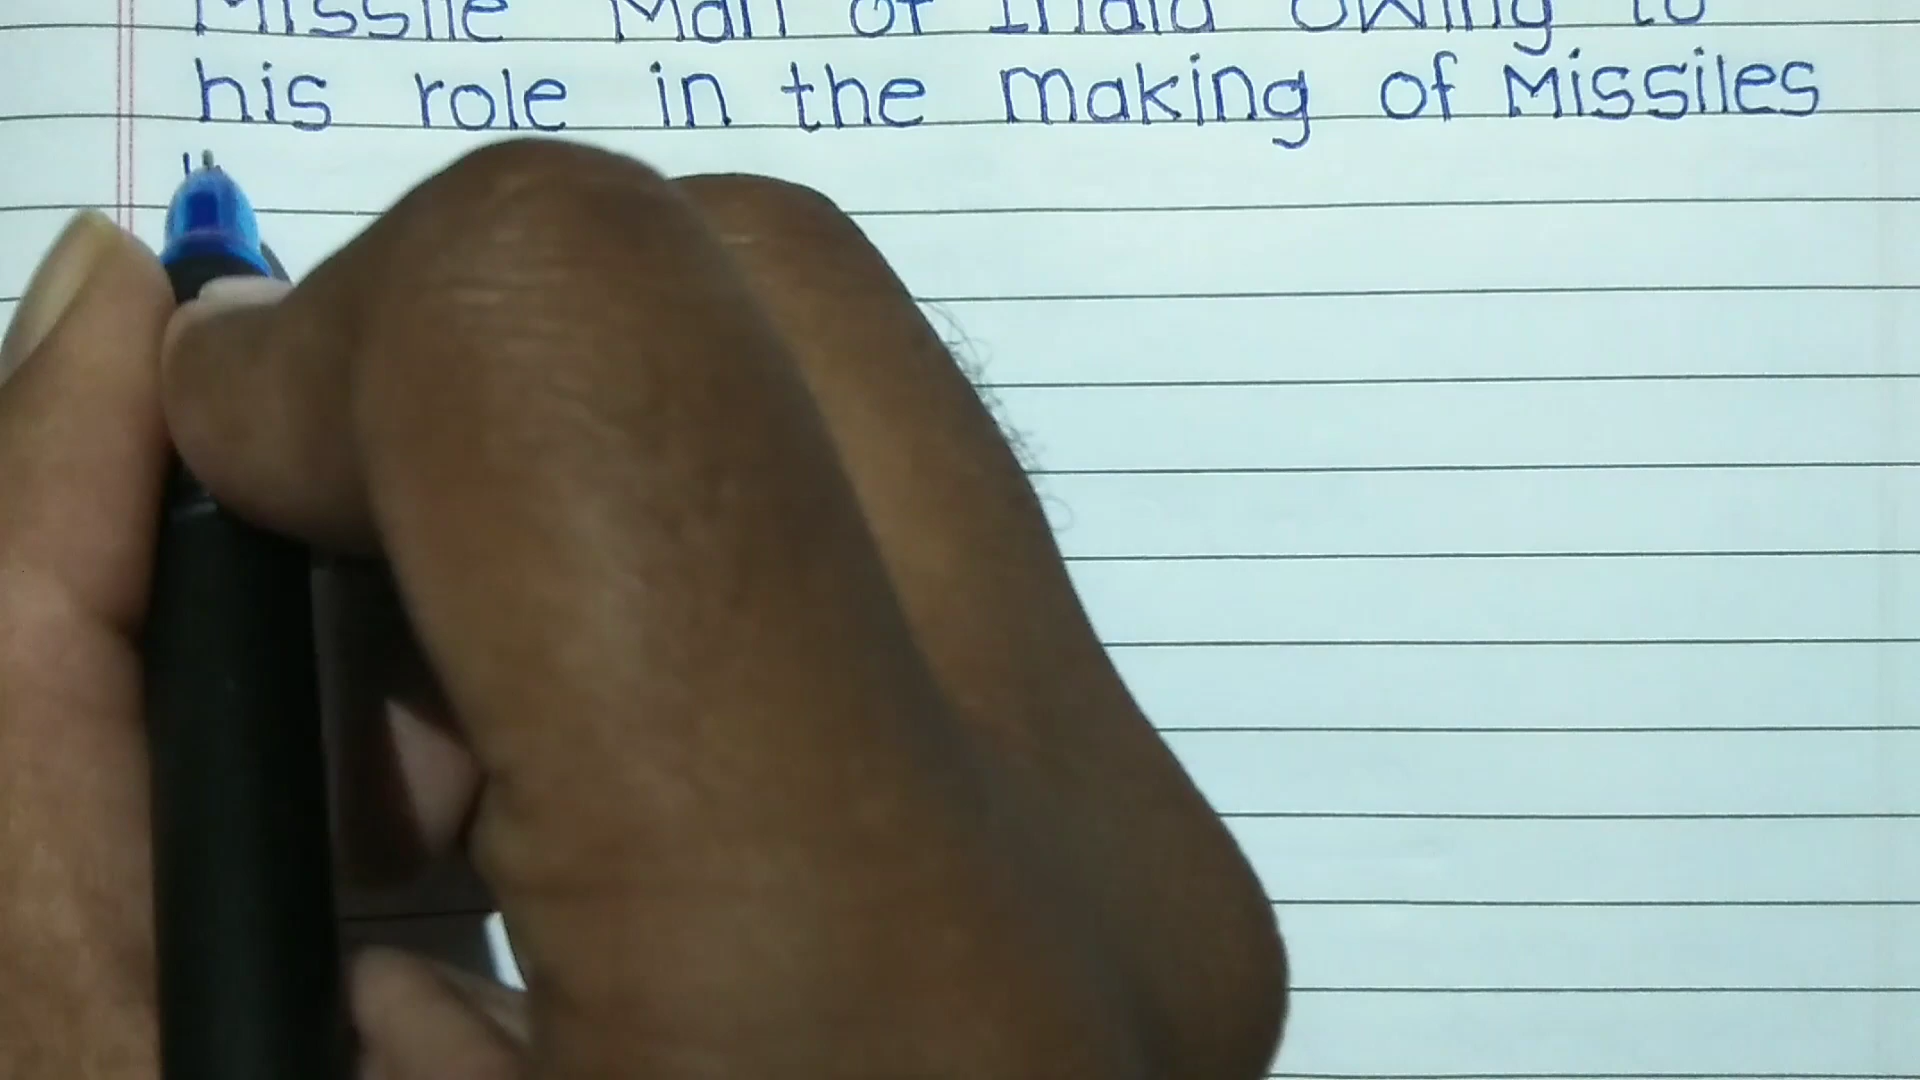 Missile Man of India owing to
his role in the making of Missiles